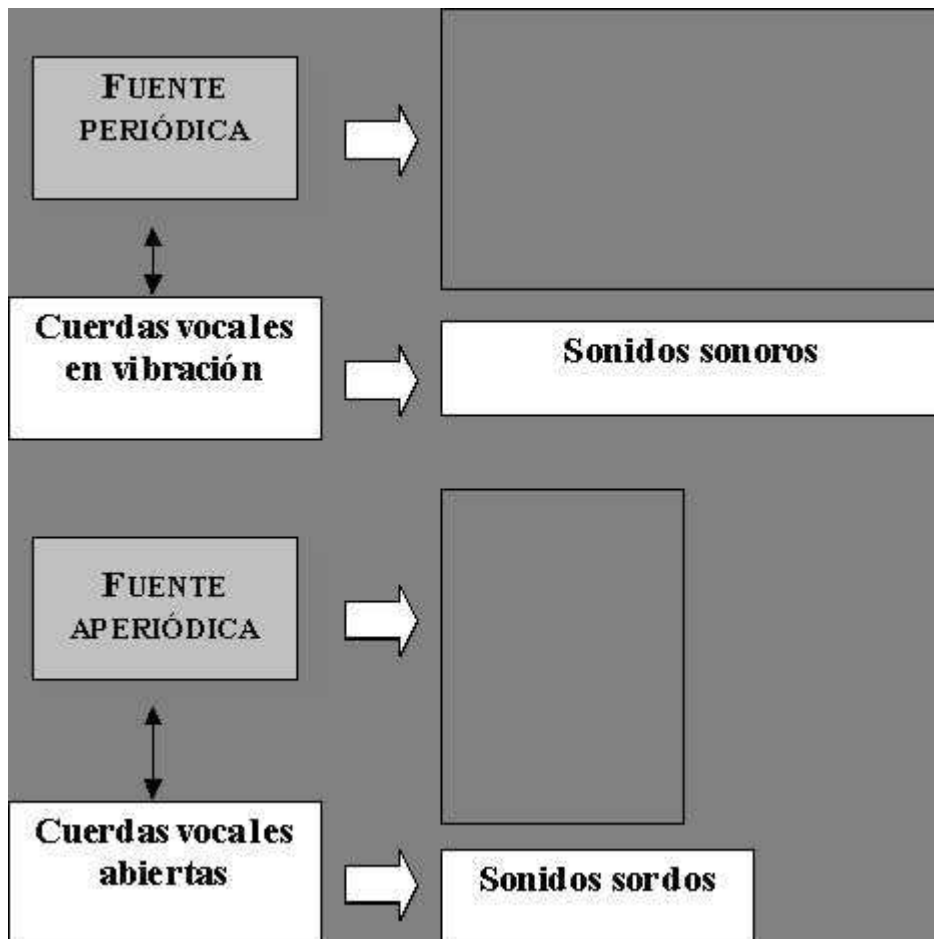 FUENTE
PERIÓDICA
Cuerdas vocales
en vibración
Sonidos sonoros
FUENTE
APERIÓDICA
Cuerdas vocales
abiertas
Sonidos sordos